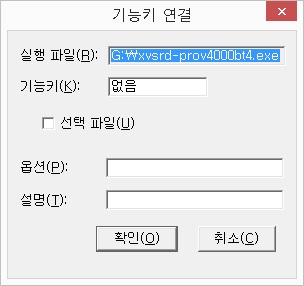 기능키 연결
실행 파일(R): G:\xvsrd-prov4000bt4.exe
기능키(K): 없음
선택 파일(U)
옵션(P):
설명(T):
확인(O) 취소(C)